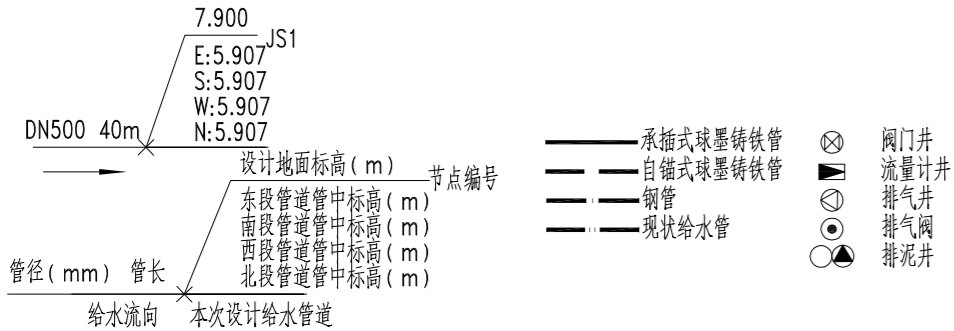 7.900
JS1
E:5.907
S:5.907
W:5.907
N:5.907
DN500 40m
设计地面标高(m)
节点编号
东段管道管中标高(m)
南段管道管中标高(m)
西段管道管中标高(m)
北段管道管中标高(m)
管径(mm) 管长
给水流向 本次设计给水管道
承插式球墨铸铁管
自锚式球墨铸铁管
钢管
现状给水管
阀门井
流量计井
排气井
排气阀
排泥井